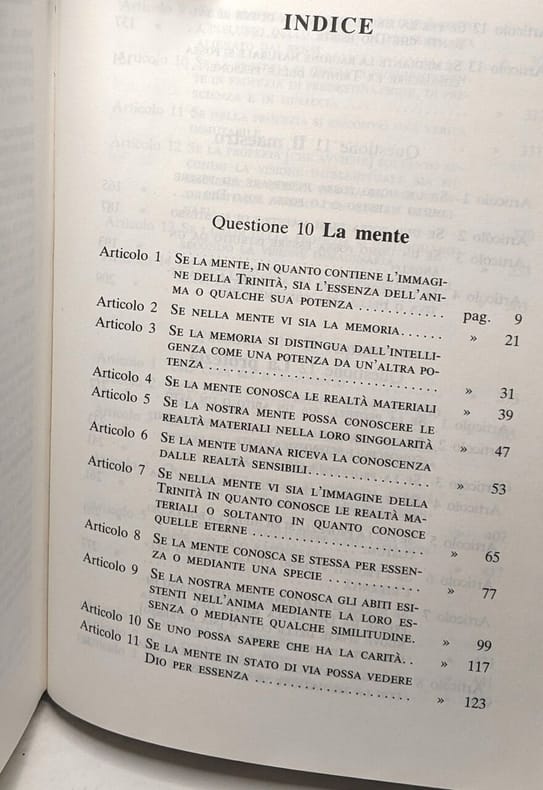 INDICE
Questione 10 La mente
Articolo 1 SE LA MENTE, IN QUANTO CONTIENE L'IMMAGI-
NE DELLA TRINITÀ, SIA L'ESSENZA DELL'ANI-
MA O QUALCHE SUA POTENZA ............ pag. 9
Articolo 2 SE NELLA MENTE VI SIA LA MEMORIA...... » 21
Articolo 3 SE LA MEMORIA SI DISTINGUA DALL'INTELLI-
GENZA COME UNA POTENZA DA UN'ALTRA PO-
TENZA ................................ » 31
Articolo 4 SE LA MENTE CONOSCA LE REALTÀ MATERIALI » 39
Articolo 5 SE LA NOSTRA MENTE POSSA CONOSCERE LE
REALTÀ MATERIALI NELLA LORO SINGOLARITÀ » 47
Articolo 6 SE LA MENTE UMANA RICEVA LA CONOSCENZA
DALLE REALTÀ SENSIBILI................ » 53
Articolo 7 SE NELLA MENTE VI SIA L'IMMAGINE DELLA
TRINITÀ IN QUANTO CONOSCE LE REALTÀ MA-
TERIALI O SOLTANTO IN QUANTO CONOSCE
QUELLE ETERNE ........................ » 65
Articolo 8 SE LA MENTE CONOSCA SE STESSA PER ESSEN-
ZA O MEDIANTE UNA SPECIE ............ » 77
Articolo 9 SE LA NOSTRA MENTE CONOSCA GLI ABITI ESI-
STENTI NELL'ANIMA MEDIANTE LA LORO ES-
SENZA O MEDIANTE QUALCHE SIMILITUDINE. » 99
Articolo 10 SE UNO POSSA SAPERE CHE HA LA CARITÀ.. » 117
Articolo 11 SE LA MENTE IN STATO DI VIA POSSA VEDERE
DIO PER ESSENZA ...................... » 123